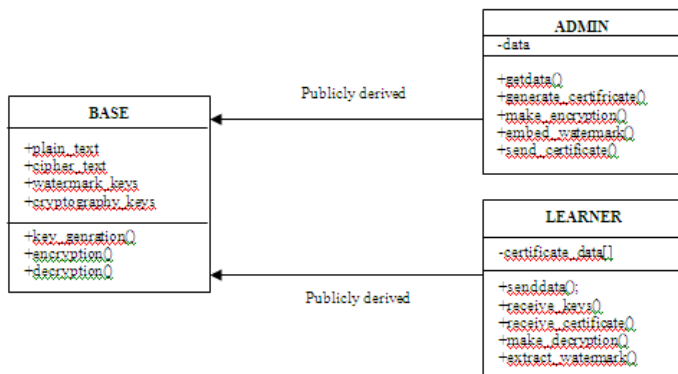 BASE
+plain_text
+cipher_text
+watermark_keys
+cryptography_keys
+key_genration()
+encryption()
+decryption()
Publicly derived
Publicly derived
ADMIN
-data
+getdata()
+generate_certifricate()
+make_encryption()
+embed_watermark()
+send_certificate()
LEARNER
-certificate_data[]
+senddata();
+receive_keys()
+receive_certificate()
+make_decryption()
+extract_watermark()